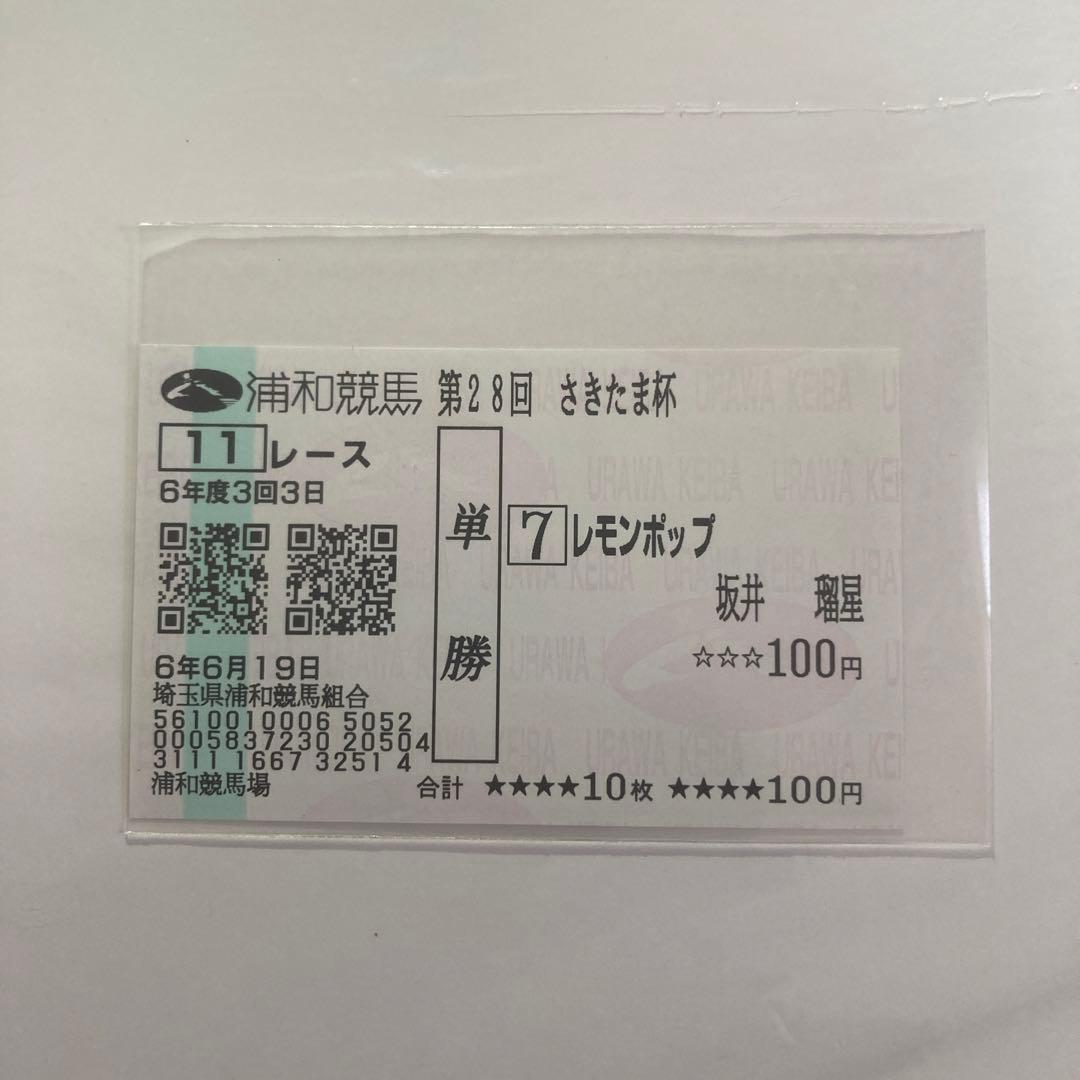 浦和競馬 第28回 さきたま杯
11レース
6年度3回3日
単勝
7 レモンポップ
坂井 瑠星
☆☆☆100円
6年6月19日
埼玉県浦和競馬組合
5610010006 5052
0005837230 205044
3111 1667 3251 4
浦和競馬場
合計 ★★★★10枚 ★★★★100円
URAWA KEIBA